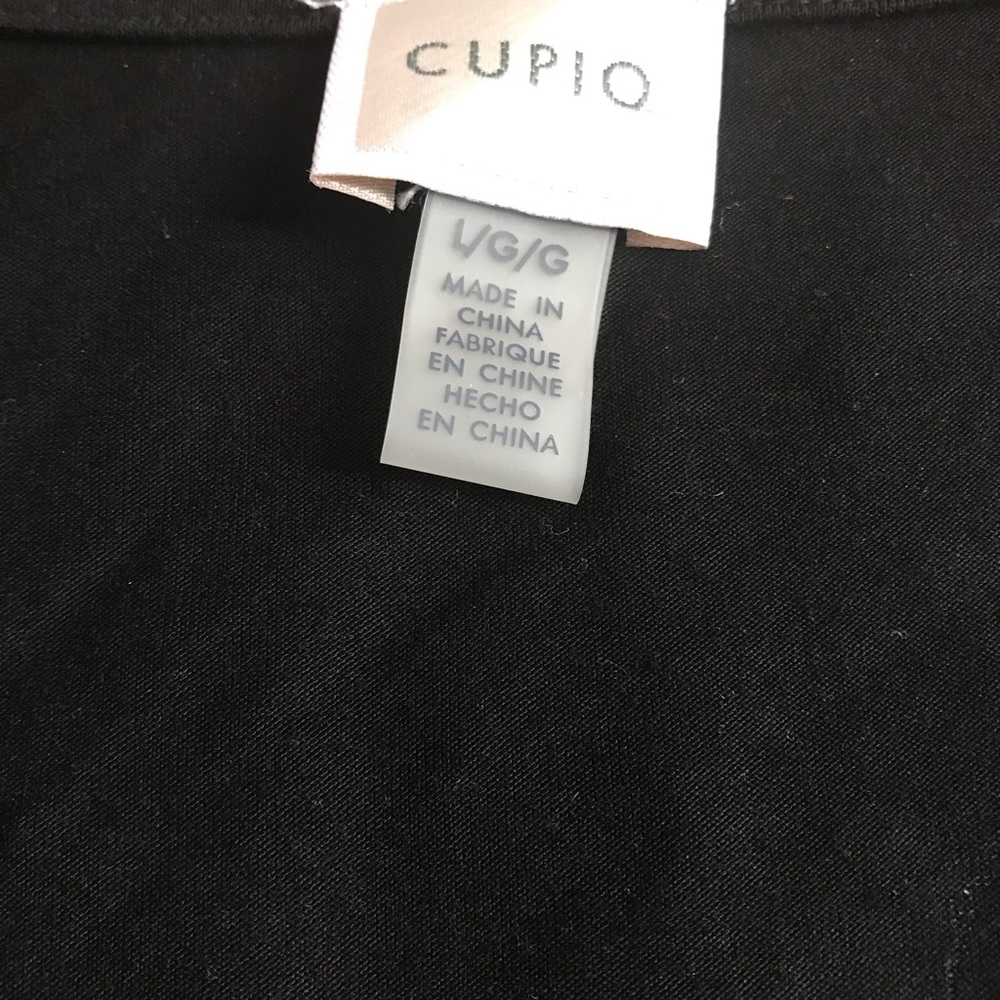 CUPIO
L/G/G
MADE IN
CHINA
FABRIQUE
EN CHINE
HECHO
EN CHINA